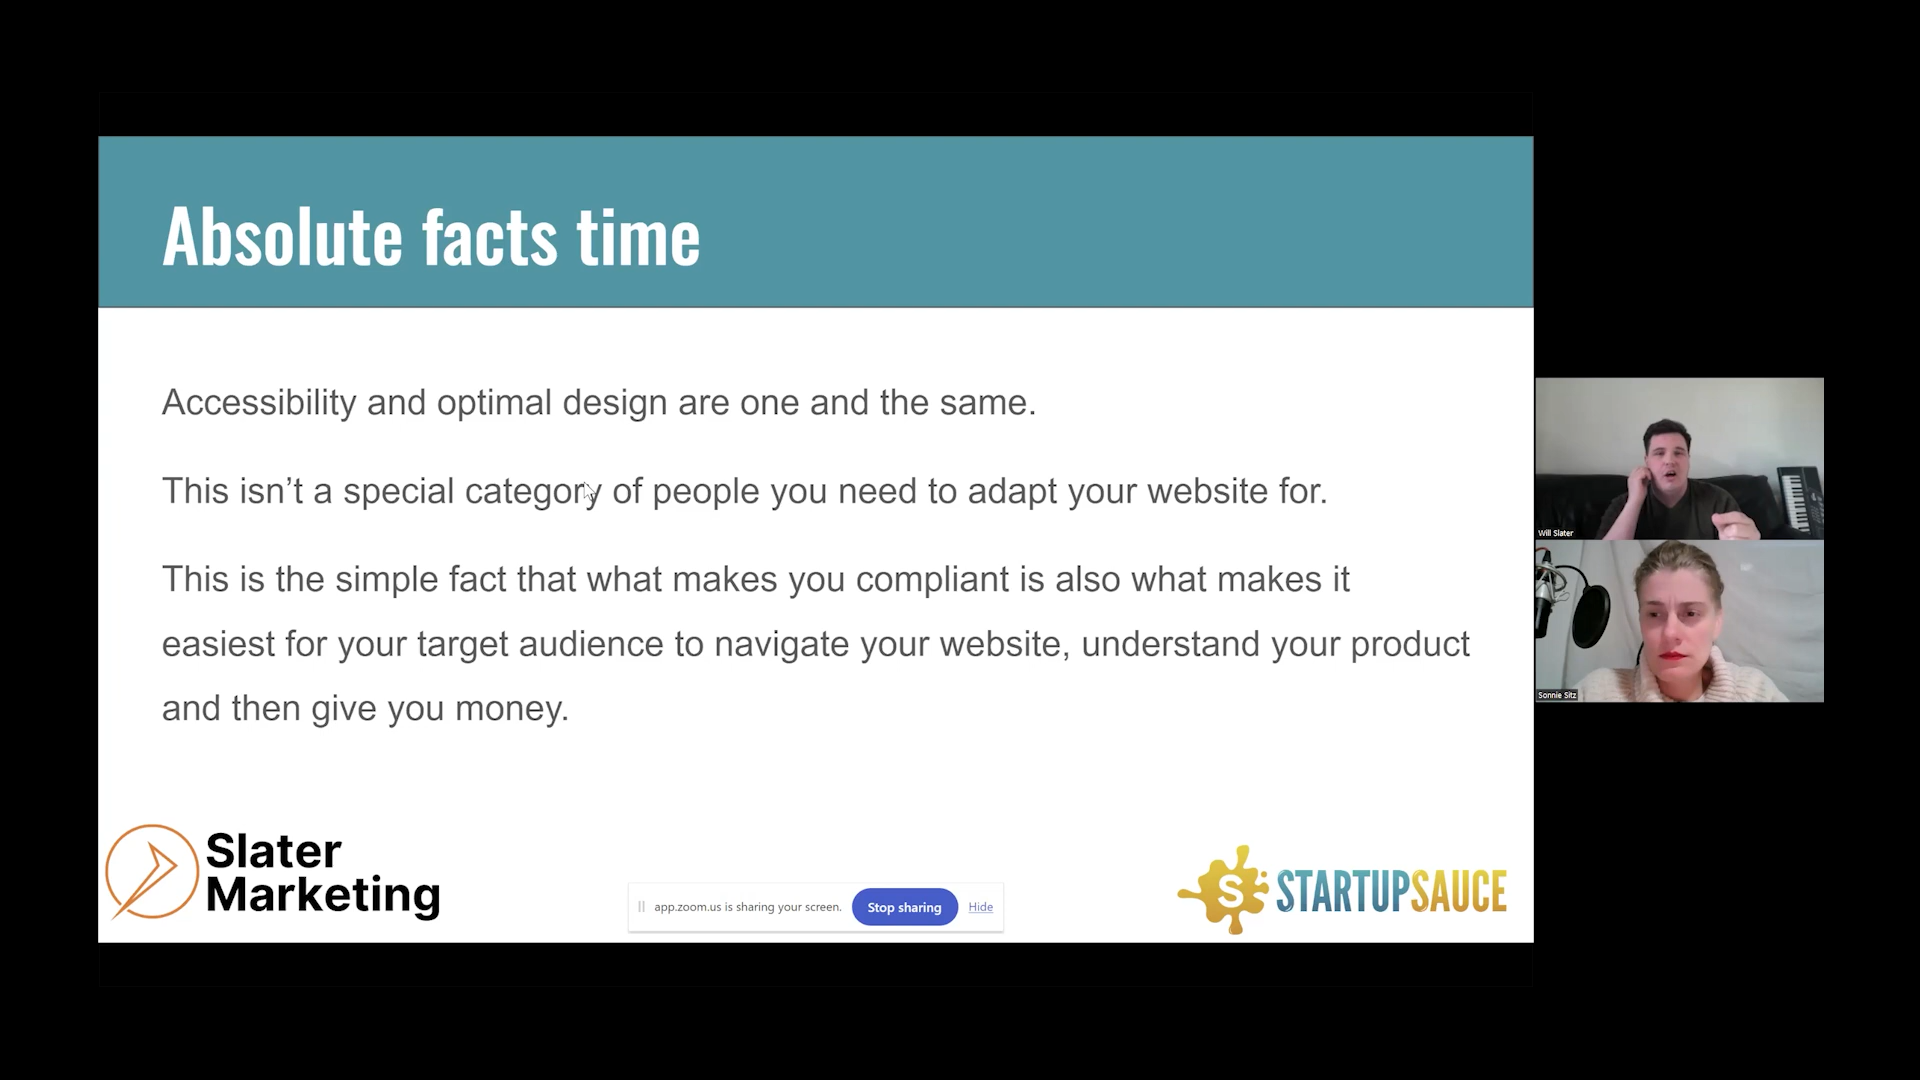 Absolute facts time
Accessibility and optimal design are one and the same.
This isn’t a special category of people you need to adapt your website for.
This is the simple fact that what makes you compliant is also what makes it
easiest for your target audience to navigate your website, understand your product
and then give you money.
Slater
Marketing
app.zoom.us is sharing your screen. Stop sharing Hide
S STARTUPSAUCE
Will Slater
Sonnie Sitz